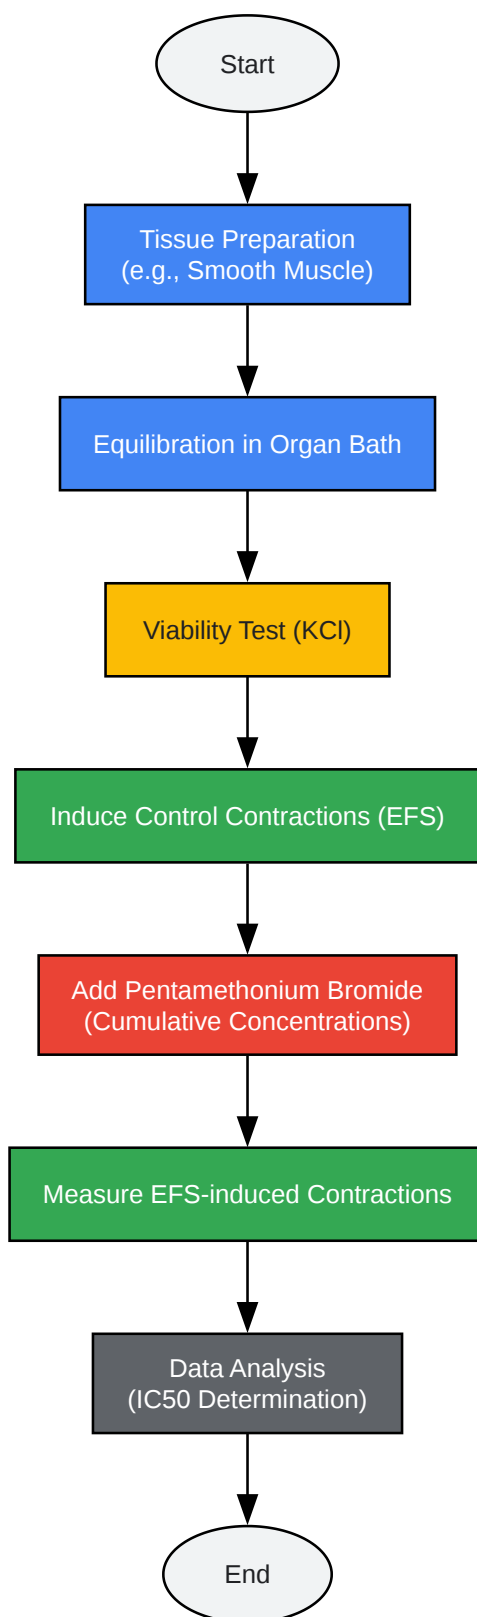 Start
Tissue Preparation
(e.g., Smooth Muscle)
Equilibration in Organ Bath
Viability Test (KCl)
Induce Control Contractions (EFS)
Add Pentamethonium Bromide
(Cumulative Concentrations)
Measure EFS-induced Contractions
Data Analysis
(IC50 Determination)
End